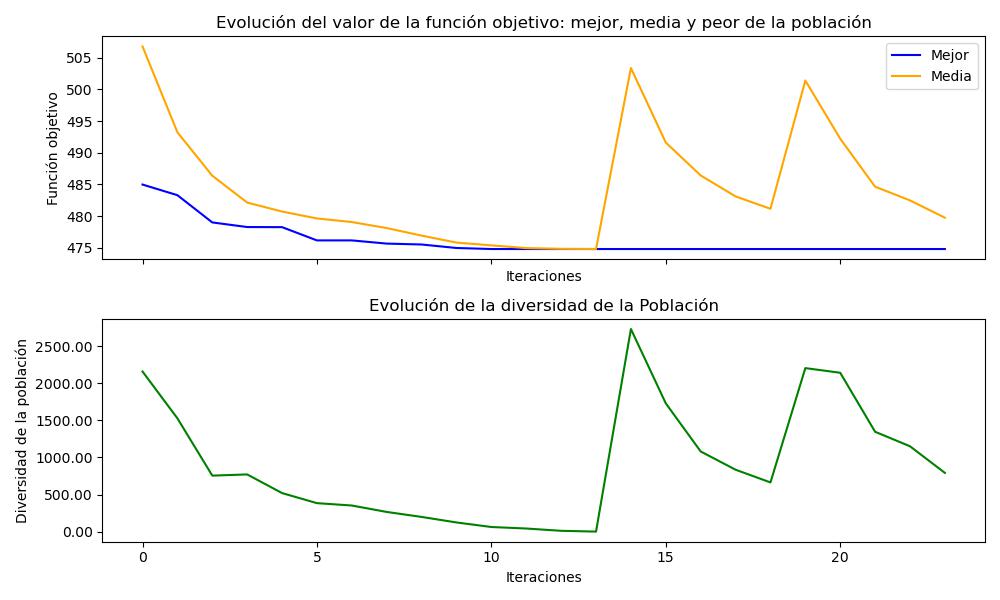 Evolución del valor de la función objetivo: mejor, media y peor de la población
Función objetivo
505
500
495
490
485
480
475
Mejor
Media
Iteraciones
Evolución de la diversidad de la Población
Diversidad de la población
2500.00
2000.00
1500.00
1000.00
500.00
0.00
0
5
10
15
20
Iteraciones